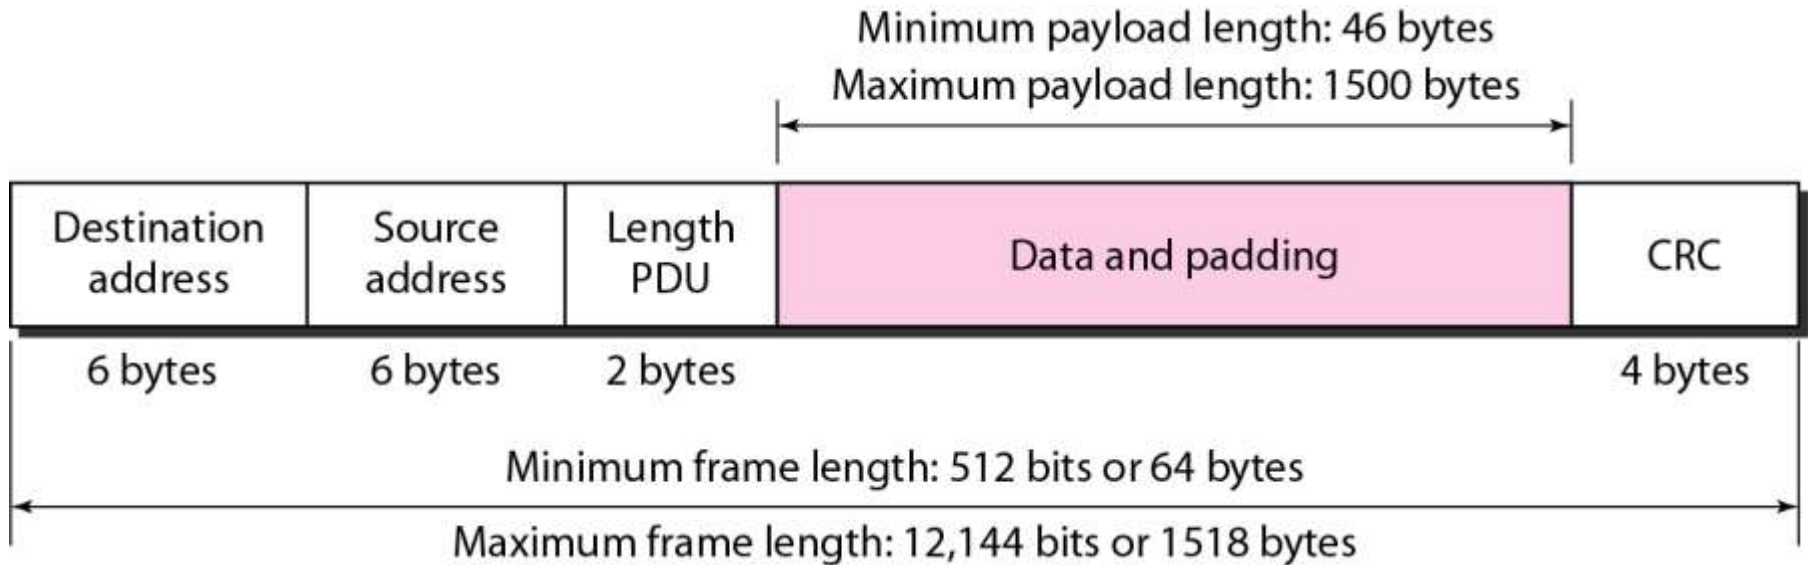 Minimum payload length: 46 bytes
Maximum payload length: 1500 bytes
Destination
address
Source
address
Length
PDU
Data and padding
CRC
6 bytes
6 bytes
2 bytes
4 bytes
Minimum frame length: 512 bits or 64 bytes
Maximum frame length: 12,144 bits or 1518 bytes